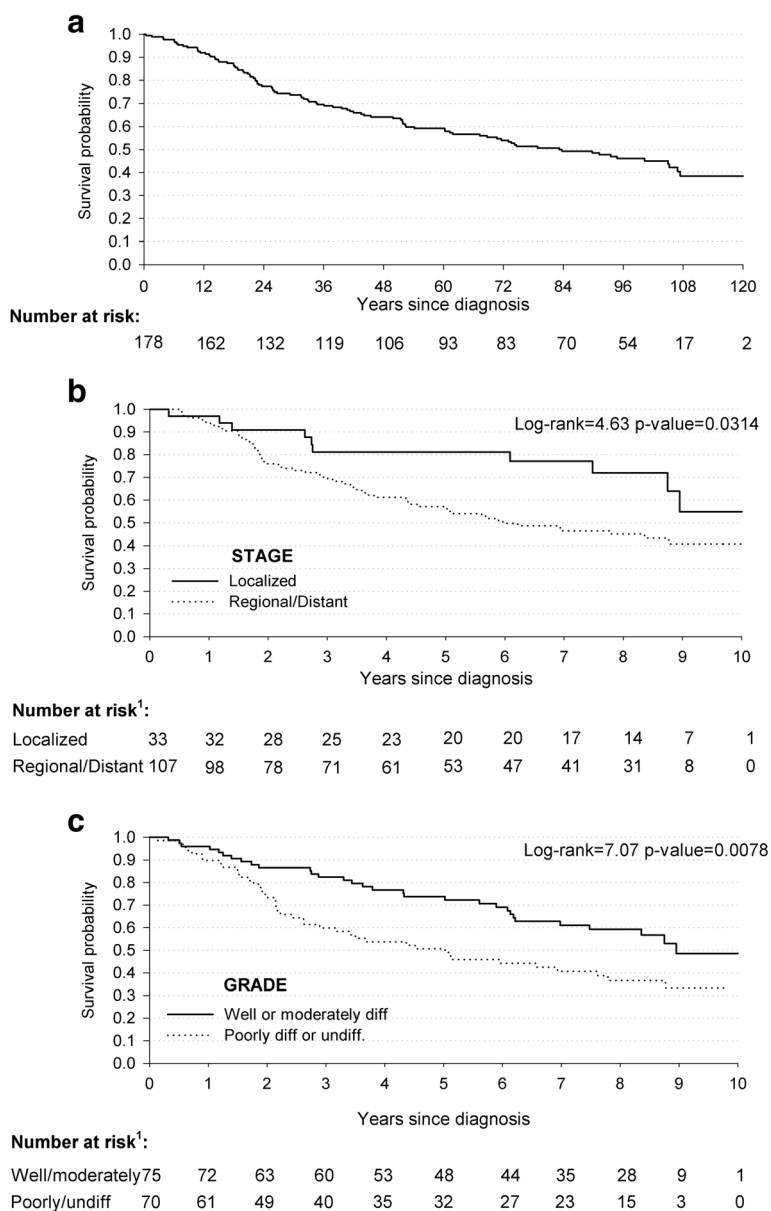 a
1.0
0.9
0.8
0.7
0.6
0.5
0.4
0.3
0.2
0.1
0.0
Survival probability
0 12 24 36 48 60 72 84 96 108 120
Years since diagnosis
Number at risk:
178 162 132 119 106 93 83 70 54 17 2
b
1.0
0.9
0.8
0.7
0.6
0.5
0.4
0.3
0.2
0.1
0.0
Survival probability
Log-rank=4.63 p-value=0.0314
STAGE
Localized
Regional/Distant
0 1 2 3 4 5 6 7 8 9 10
Years since diagnosis
Number at risk1:
Localized 33 32 28 25 23 20 20 17 14 7 1
Regional/Distant 107 98 78 71 61 53 47 41 31 8 0
c
1.0
0.9
0.8
0.7
0.6
0.5
0.4
0.3
0.2
0.1
0.0
Survival probability
Log-rank=7.07 p-value=0.0078
GRADE
Well or moderately diff
Poorly diff or undiff.
0 1 2 3 4 5 6 7 8 9 10
Years since diagnosis
Number at risk1:
Well/moderately 75 72 63 60 53 48 44 35 28 9 1
Poorly/undiff 70 61 49 40 35 32 27 23 15 3 0